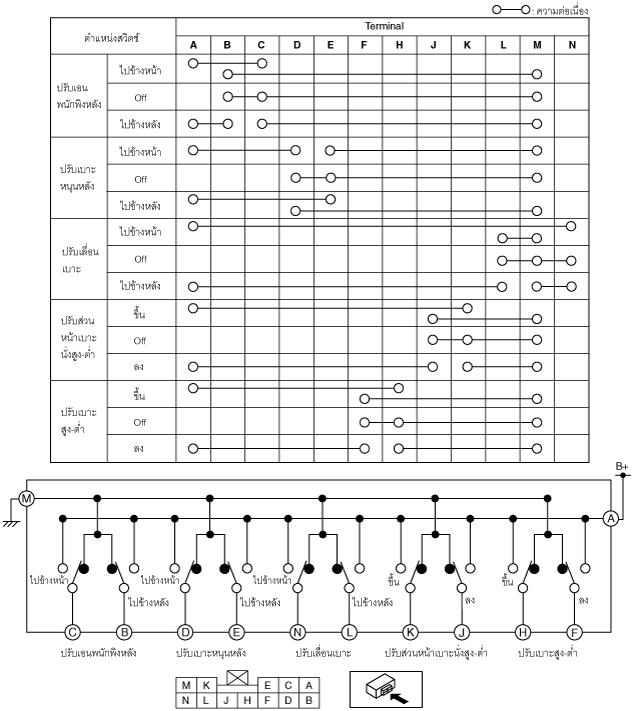 : ความต่อเนื่อง
ตำแหน่งสวิตช์
Terminal
A B C D E F H J K L M N
ปรับเอน
พนักพิงหลัง
ไปข้างหน้า
Off
ไปข้างหลัง
ปรับเบาะ
หนุนหลัง
ไปข้างหน้า
Off
ไปข้างหลัง
ปรับเลื่อน
เบาะ
ไปข้างหน้า
Off
ไปข้างหลัง
ปรับส่วน
หน้าเบาะ
นั่งสูง-ต่ำ
ขึ้น
Off
ลง
ปรับเบาะ
สูง-ต่ำ
ขึ้น
Off
ลง
B+
M
A
ไปข้างหน้า
ไปข้างหลัง
ไปข้างหน้า
ไปข้างหลัง
ไปข้างหน้า
ไปข้างหลัง
ขึ้น
ลง
ขึ้น
ลง
C B D E N L K J H F
ปรับเอนพนักพิงหลัง
ปรับเบาะหนุนหลัง
ปรับเลื่อนเบาะ
ปรับส่วนหน้าเบาะนั่งสูง-ต่ำ
ปรับเบาะสูง-ต่ำ
M K E C A
N L J H F D B